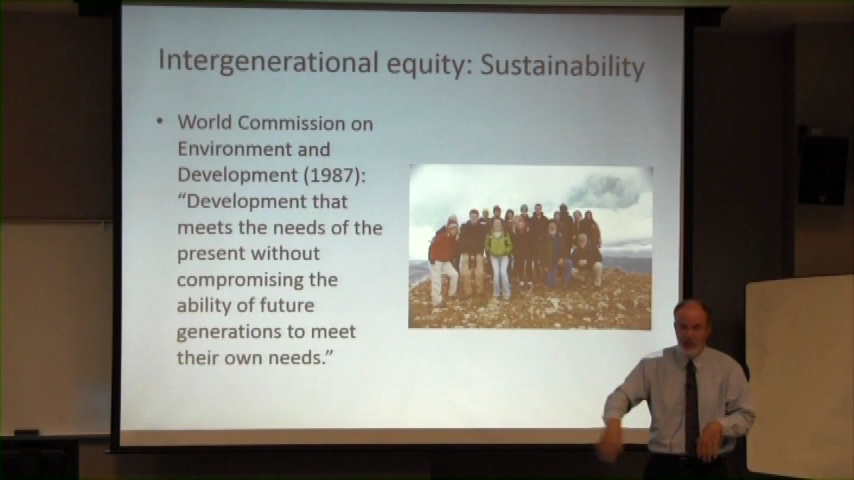 Intergenerational equity: Sustainability
• World Commission on
Environment and
Development (1987):
“Development that
meets the needs of the
present without
compromising the
ability of future
generations to meet
their own needs.”